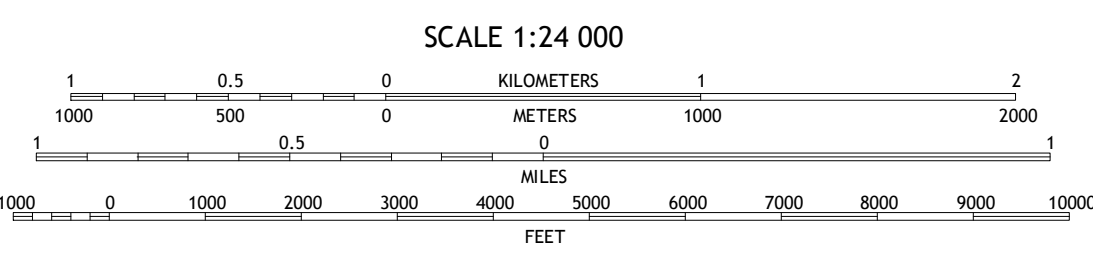 SCALE 1:24 000
1 0.5 0 KILOMETERS 1 2
1000 500 0 METERS 1000 2000
1 0.5 0 1
MILES
1000 0 1000 2000 3000 4000 5000 6000 7000 8000 9000 10000
FEET